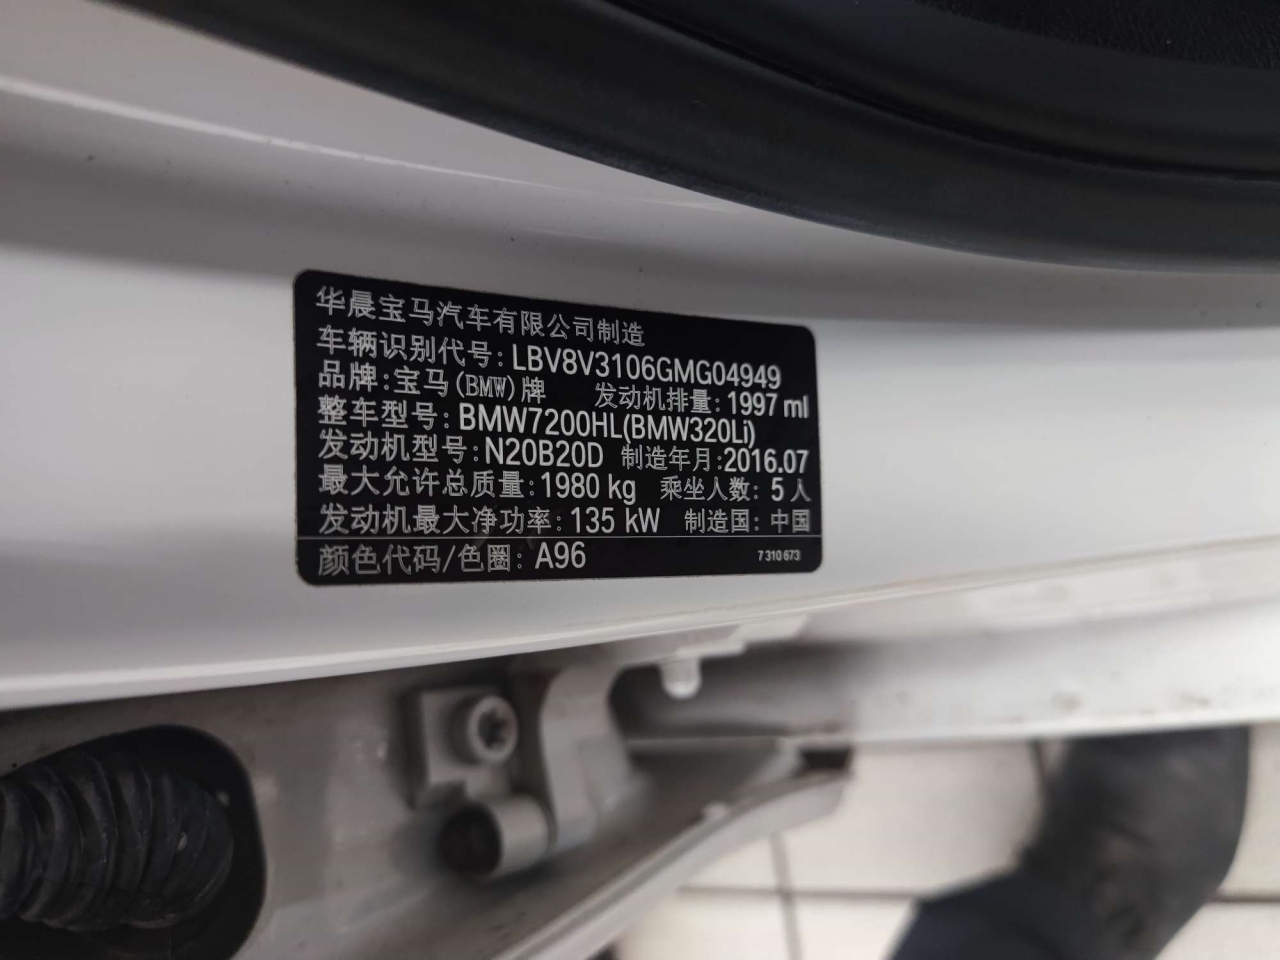 华晨宝马汽车有限公司制造
车辆识别代号:LBV8V3106GMG04949
品牌:宝马(BMW)牌 发动机排量:1997 ml
整车型号:BMW7200HL(BMW320Li)
发动机型号:N20B20D 制造年月:2016.07
最大允许总质量:1980 kg 乘坐人数: 5人
发动机最大净功率:135 kW 制造国: 中国
颜色代码/色圈: A96 7 310 673